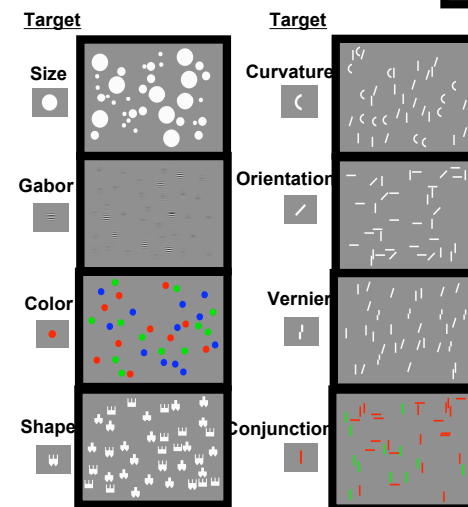 Target
Size
Gabor
Color
Shape
Target
Curvature
Orientation
Vernier
Conjunction